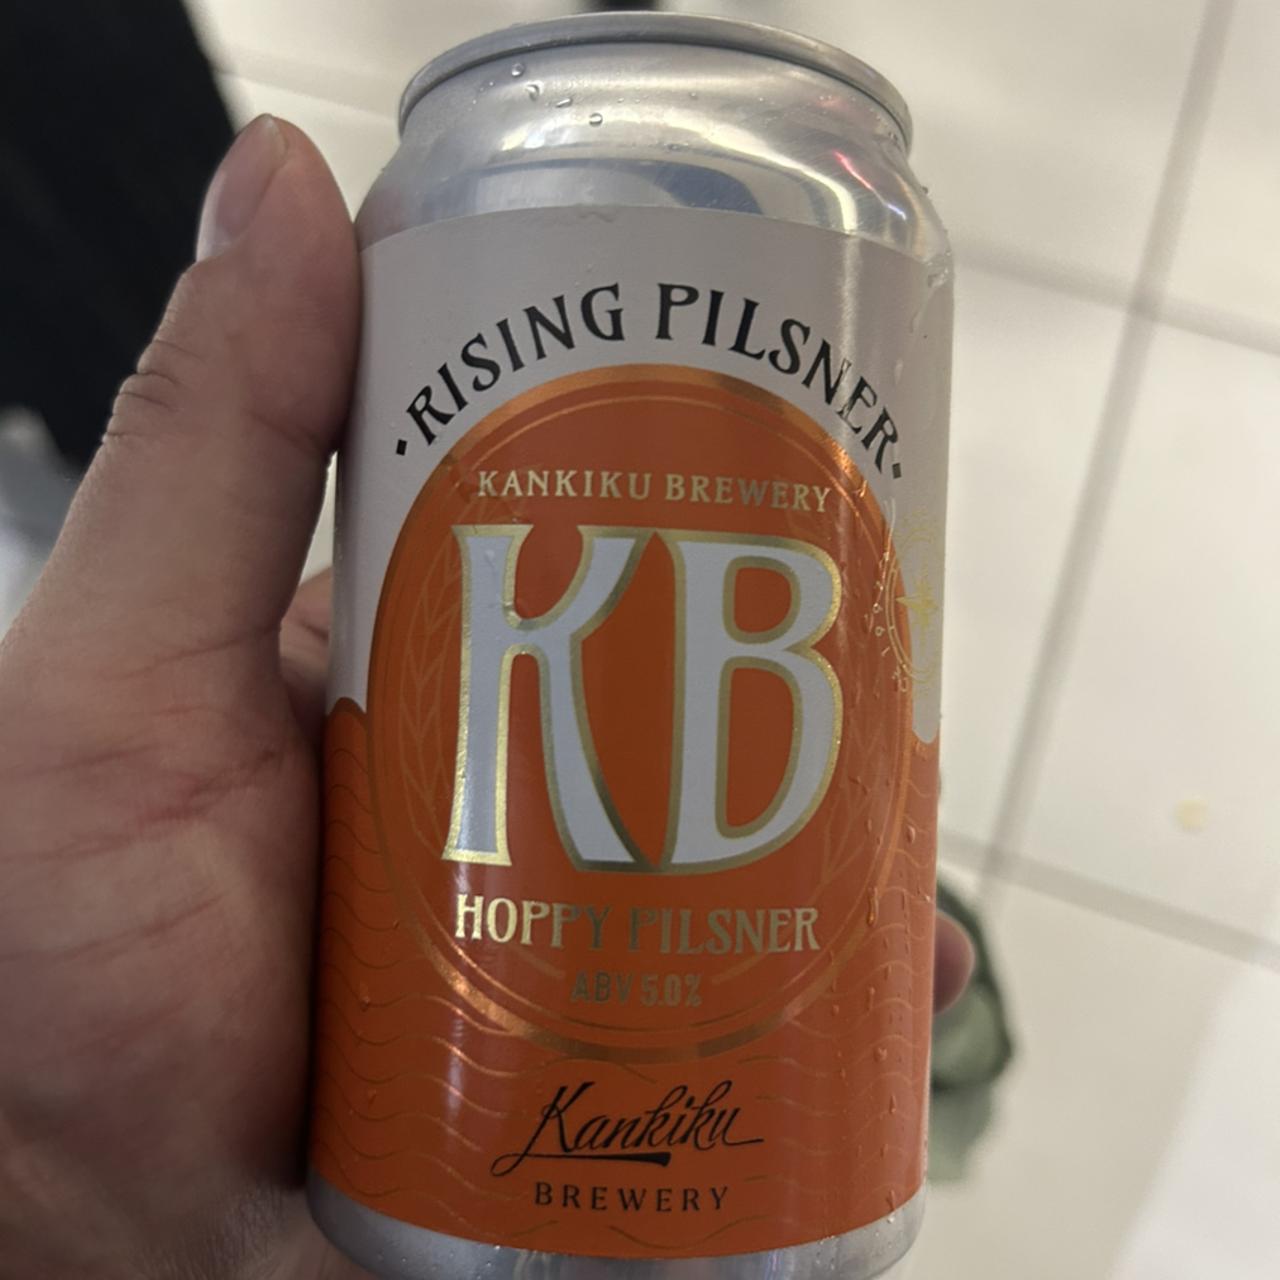 ·RISING PILSNER·
KANKIKU BREWERY
KB
HOPPY PILSNER
ABV 5.0%
Kankiku
BREWERY